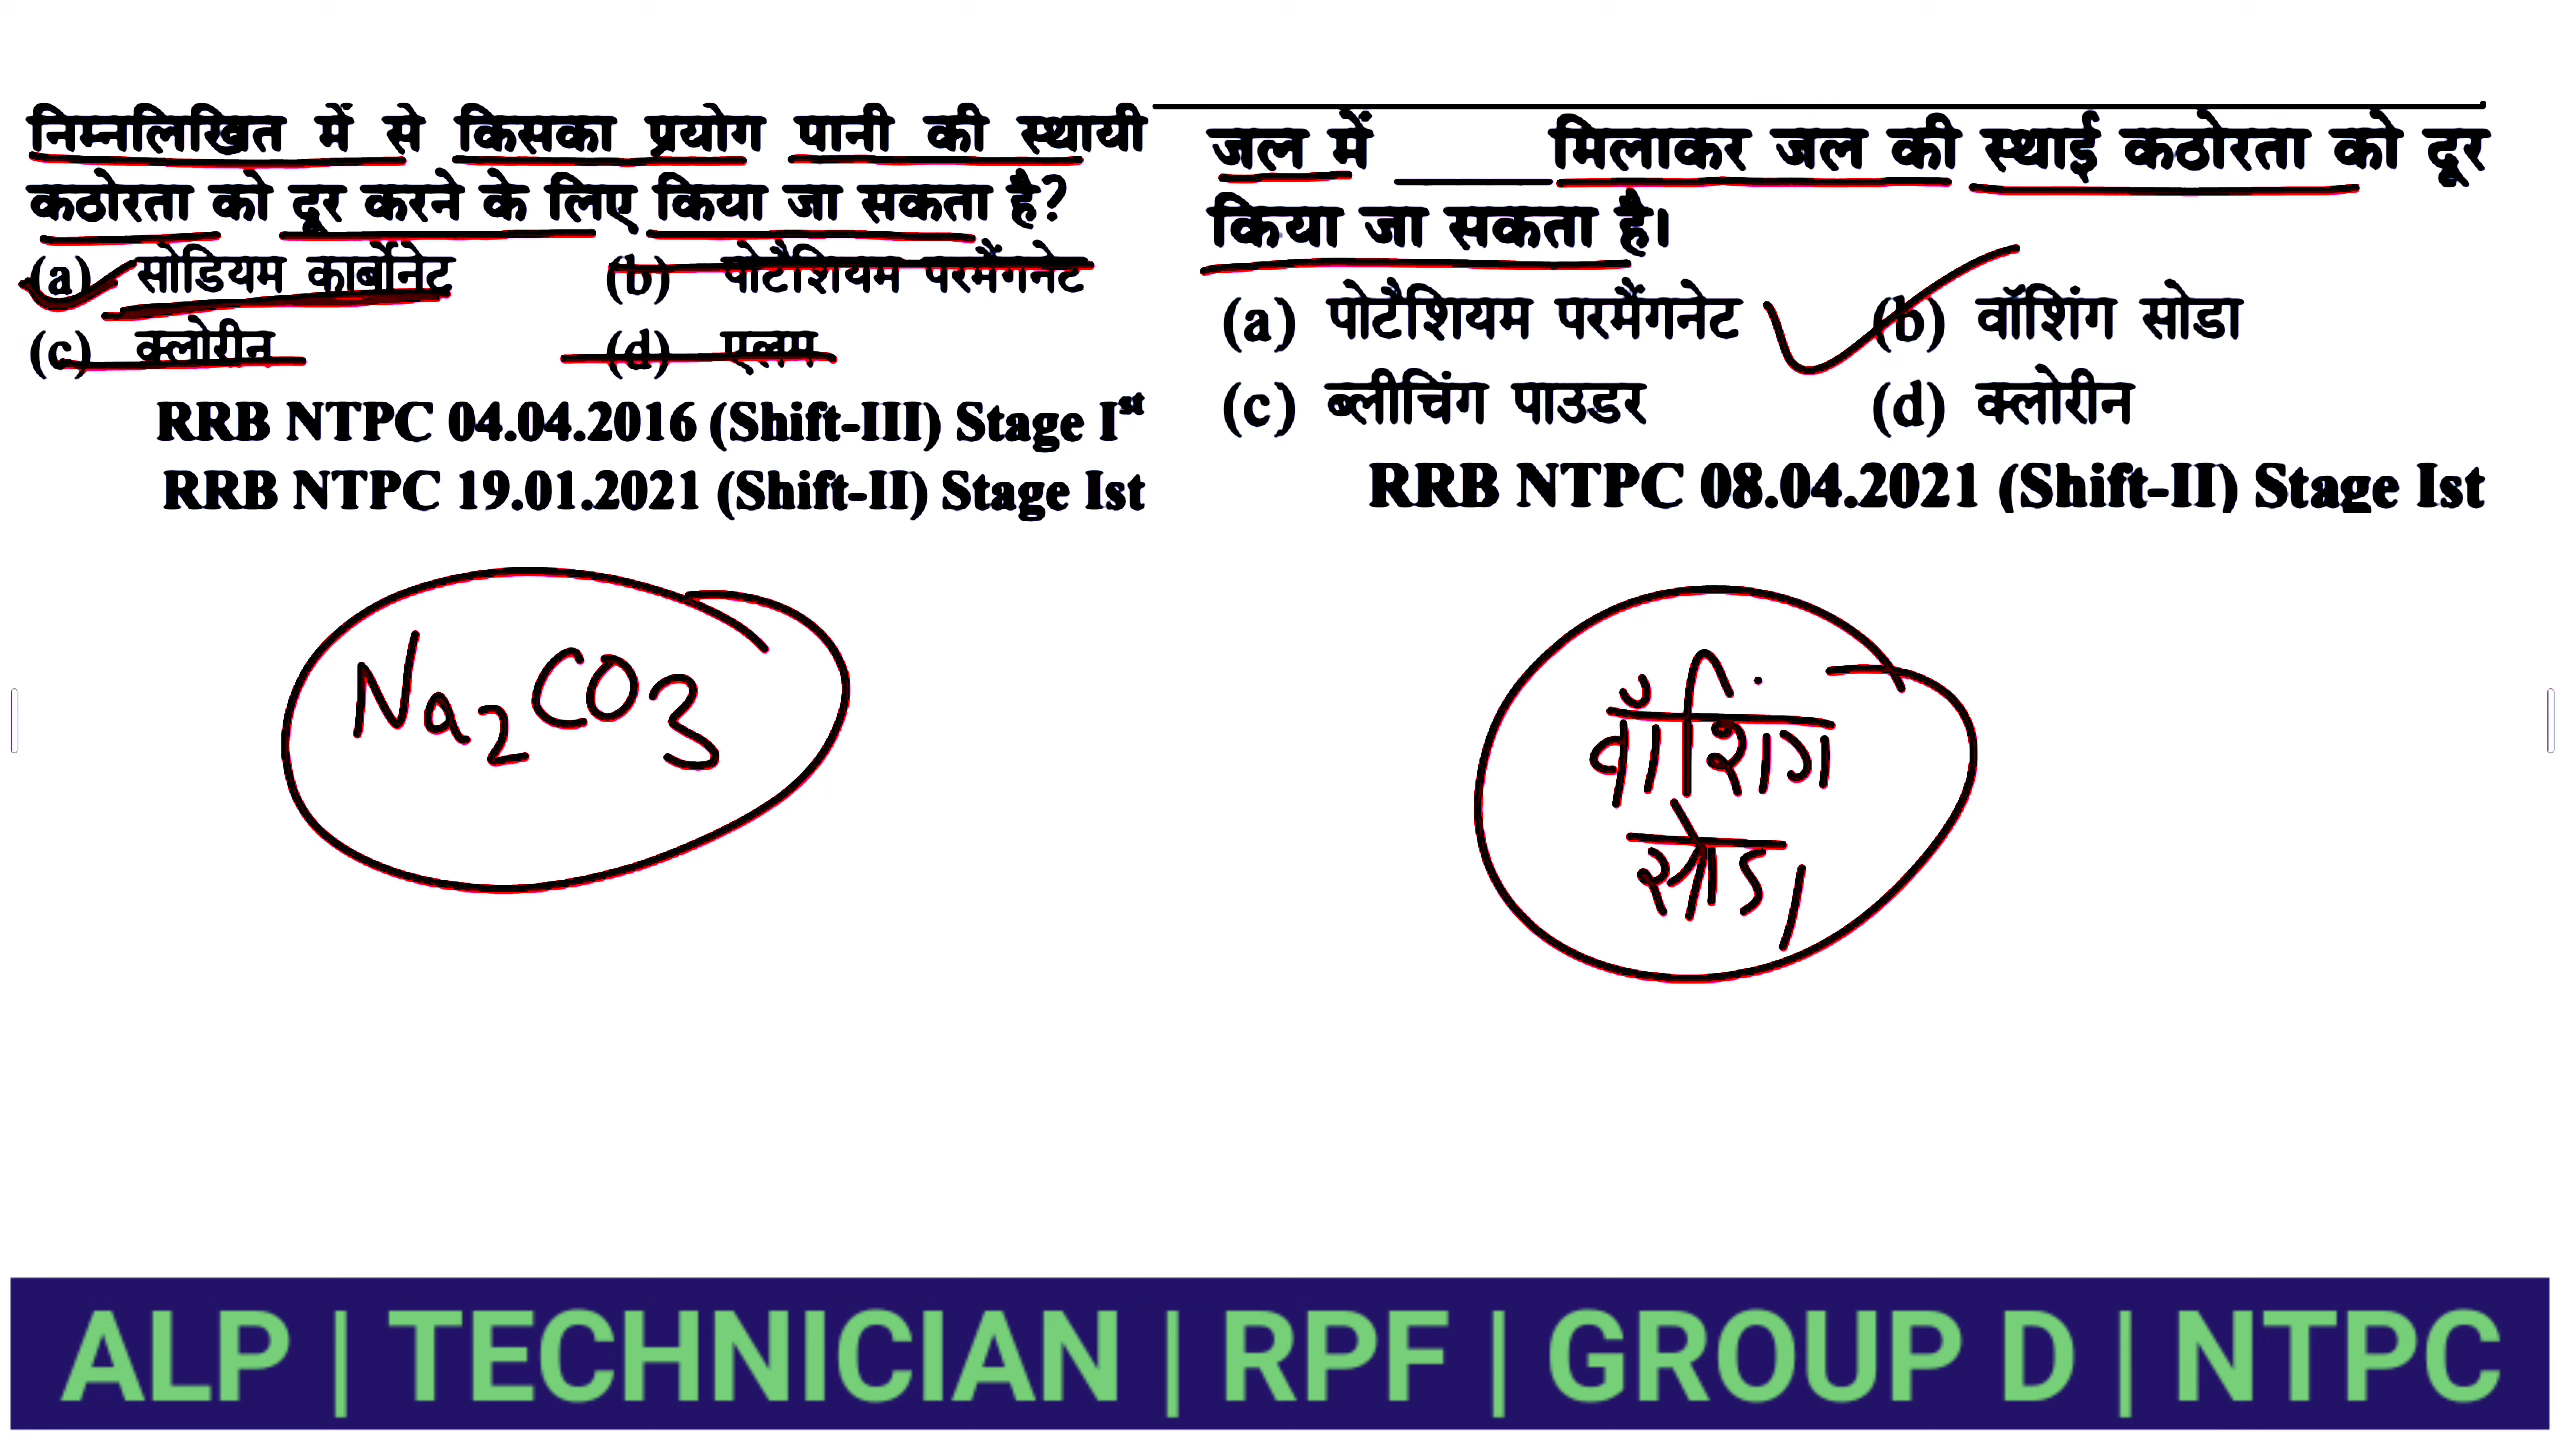 निम्नलिखित में से किसका प्रयोग पानी की स्थायी
कठोरता को दूर करने के लिए किया जा सकता है?
(a) सोडियम कार्बोनेट (b) पोटैशियम परमैंगनेट
(c) क्लोरीन (d) एलम
RRB NTPC 04.04.2016 (Shift-III) Stage Ist
RRB NTPC 19.01.2021 (Shift-II) Stage Ist
Na2CO3
जल में ____ मिलाकर जल की स्थाई कठोरता को दूर
किया जा सकता है।
(a) पोटैशियम परमैंगनेट (b) वॉशिंग सोडा
(c) ब्लीचिंग पाउडर (d) क्लोरीन
RRB NTPC 08.04.2021 (Shift-II) Stage Ist
वॉशिंग
सोडा
ALP | TECHNICIAN | RPF | GROUP D | NTPC